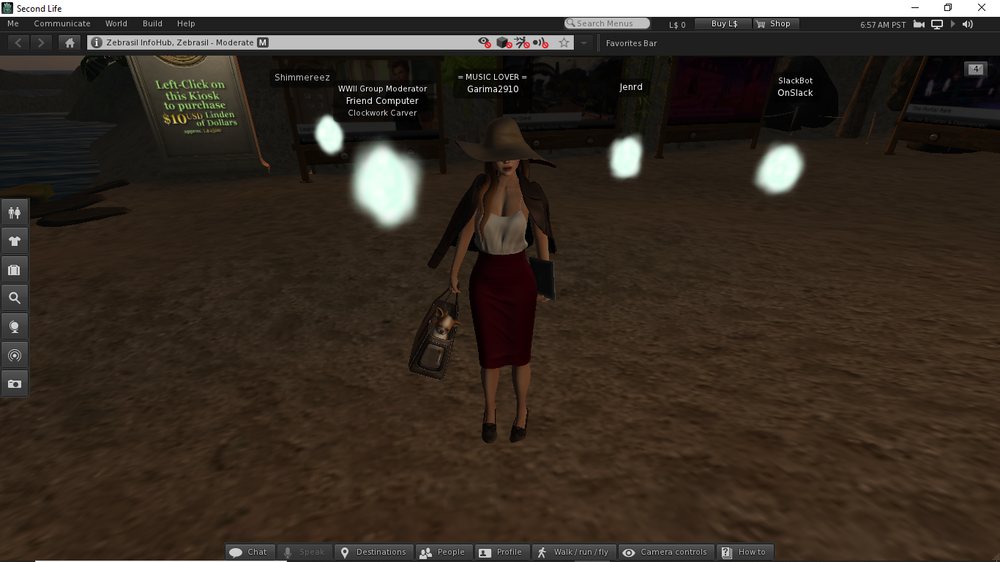 Second Life
Me Communicate World Build Help
Search Menus
L$ 0
Buy L$
Shop
6:57 AM PST
Zebrasil InfoHub, Zebrasil - Moderate M
Favorites Bar
4
Left-Click on
this Kiosk
to purchase
$10USD Linden
of Dollars
Shimmereez
WWII Group Moderator
Friend Computer
Clockwork Carver
= MUSIC LOVER =
Garima2910
Jenrd
SlackBot
OnSlack
Chat Speak Destinations People Profile Walk / run / fly Camera controls How to